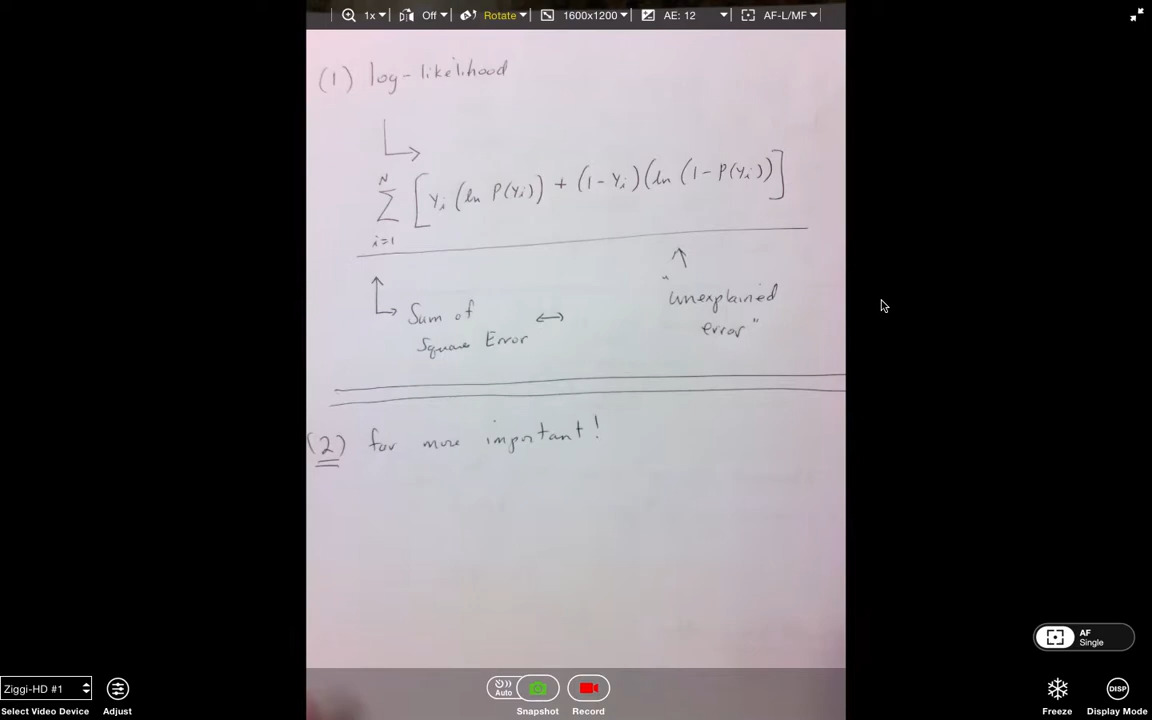 1x Off Rotate 1600x1200 AE: 12 AF-L/MF
(1) log-likelihood
N
∑ [Yi (ln P(Yi)) + (1-Yi)(ln (1-P(Yi))]
i=1
Sum of
Square Error ↔
"unexplained
error"
(2) far more important!
AF
Single
Ziggi-HD #1
Auto
DISP
Select Video Device Adjust Snapshot Record Freeze Display Mode